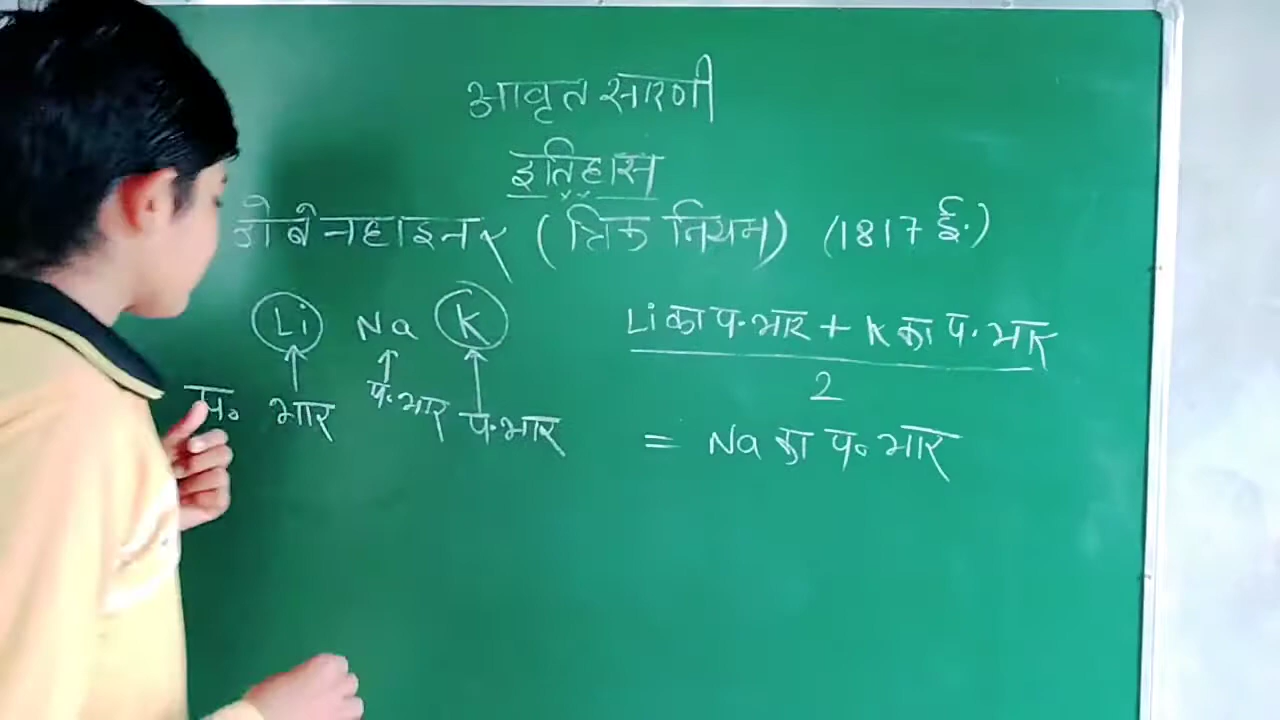 आवृत सारणी
इतिहास
डोबेनहाइनर (त्रिक नियम) (1817 ई.)
Li Na K
प॰ भार प॰ भार प. भार
Li का प. भार + K का प. भार
2
= Na का प॰ भार